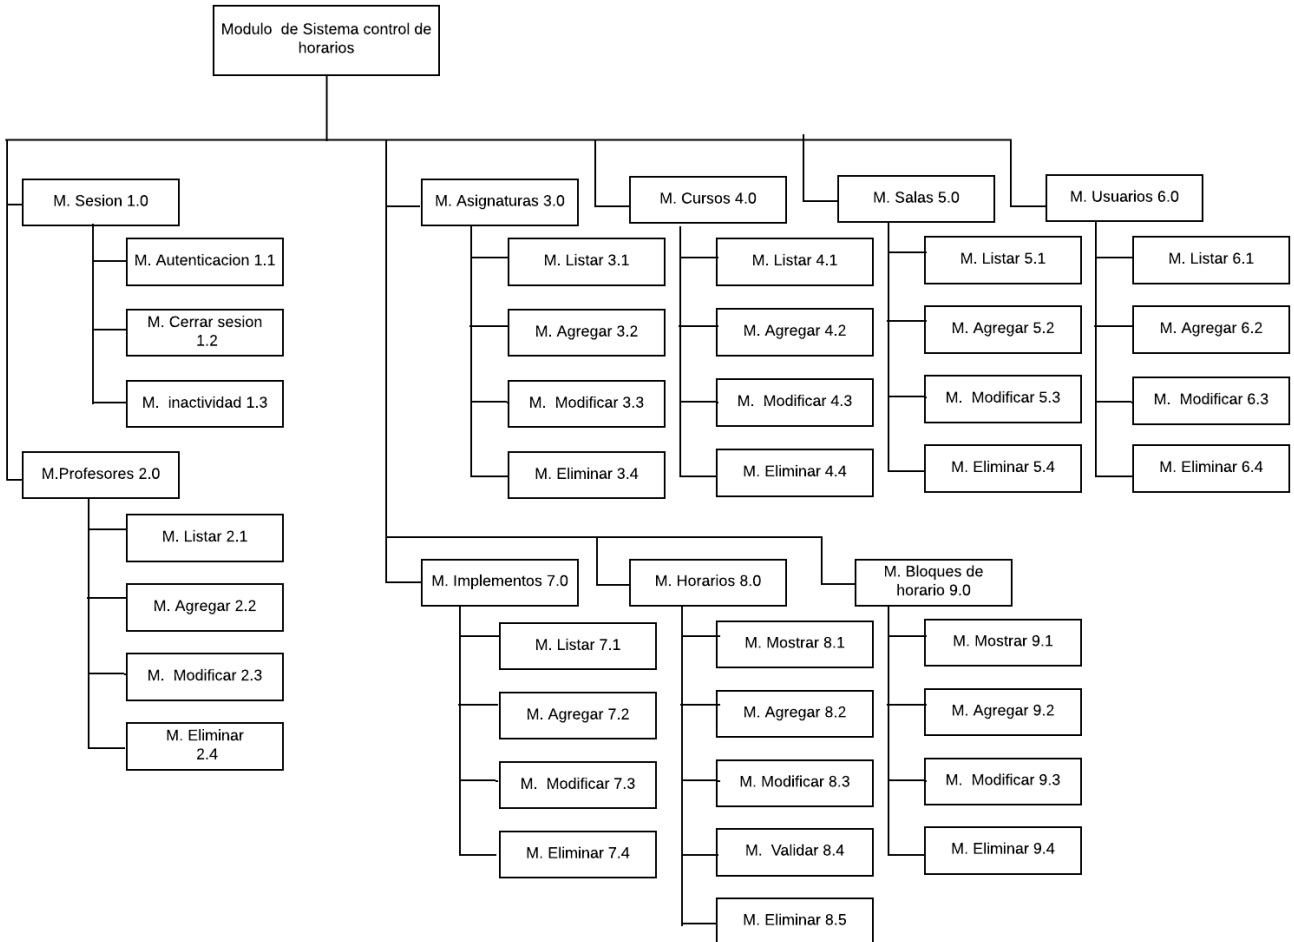 Modulo  de Sistema control de
horarios
M. Sesion 1.0
M. Autenticacion 1.1
M. Cerrar sesion
1.2
M.  inactividad 1.3
M.Profesores 2.0
M. Listar 2.1
M. Agregar 2.2
M.  Modificar 2.3
M. Eliminar
2.4
M. Asignaturas 3.0
M. Listar 3.1
M. Agregar 3.2
M.  Modificar 3.3
M. Eliminar 3.4
M. Cursos 4.0
M. Listar 4.1
M. Agregar 4.2
M.  Modificar 4.3
M. Eliminar 4.4
M. Salas 5.0
M. Listar 5.1
M. Agregar 5.2
M.  Modificar 5.3
M. Eliminar 5.4
M. Usuarios 6.0
M. Listar 6.1
M. Agregar 6.2
M.  Modificar 6.3
M. Eliminar 6.4
M. Implementos 7.0
M. Listar 7.1
M. Agregar 7.2
M.  Modificar 7.3
M. Eliminar 7.4
M. Horarios 8.0
M. Mostrar 8.1
M. Agregar 8.2
M. Modificar 8.3
M.  Validar 8.4
M. Eliminar 8.5
M. Bloques de
horario 9.0
M. Mostrar 9.1
M. Agregar 9.2
M.  Modificar 9.3
M. Eliminar 9.4